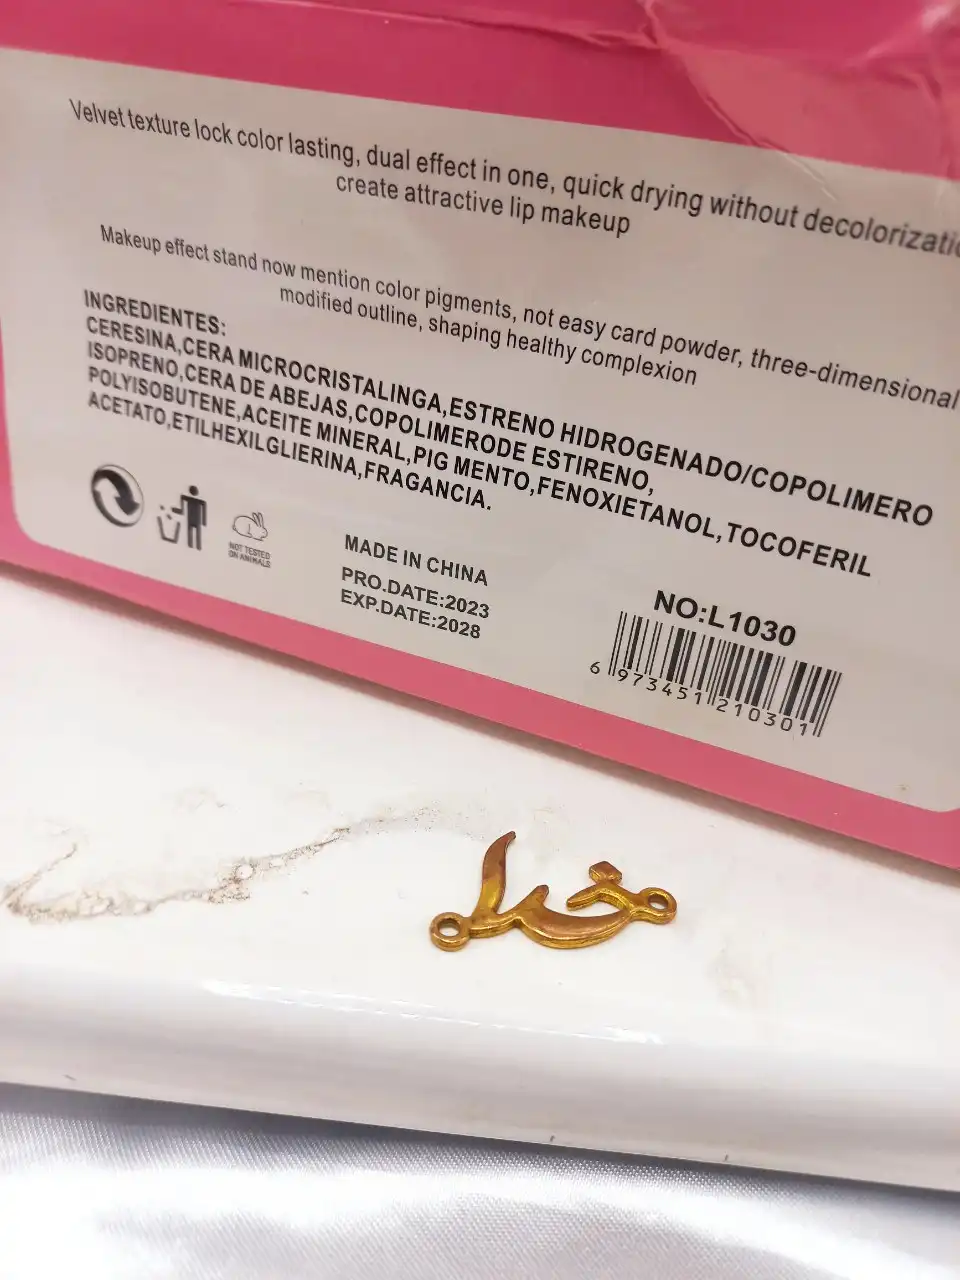 Velvet texture lock color lasting, dual effect in one, quick drying without decolorizatio
create attractive lip makeup
Makeup effect stand now mention color pigments, not easy card powder, three-dimensional
modified outline, shaping healthy complexion
INGREDIENTES:
CERESINA,CERA MICROCRISTALINGA,ESTRENO HIDROGENADO/COPOLIMERO
ISOPRENO,CERA DE ABEJAS,COPOLIMERODE ESTIRENO,
POLYISOBUTENE,ACEITE MINERAL,PIG MENTO,FENOXIETANOL,TOCOFERIL
ACETATO,ETILHEXILGLIERINA,FRAGANCIA.
NOT TESTED
ON ANIMALS
MADE IN CHINA
PRO.DATE:2023
EXP.DATE:2028
NO:L1030
6 973451 210301
خدا